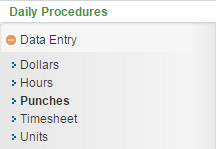 Daily Procedures
Data Entry
Dollars
Hours
Punches
Timesheet
Units